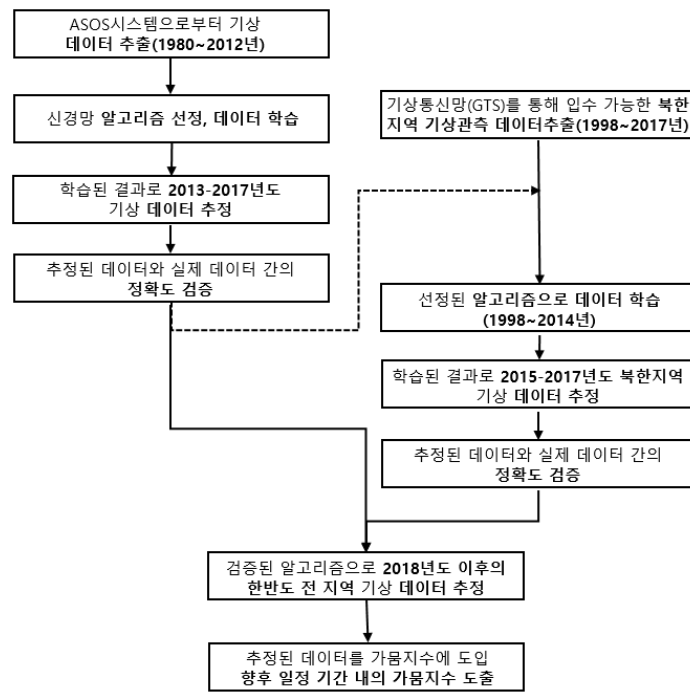 ASOS시스템으로부터 기상
데이터 추출(1980~2012년)
신경망 알고리즘 선정, 데이터 학습
학습된 결과로 2013-2017년도
기상 데이터 추정
추정된 데이터와 실제 데이터 간의
정확도 검증
기상통신망(GTS)를 통해 입수 가능한 북한
지역 기상관측 데이터추출(1998~2017년)
선정된 알고리즘으로 데이터 학습
(1998~2014년)
학습된 결과로 2015-2017년도 북한지역
기상 데이터 추정
추정된 데이터와 실제 데이터 간의
정확도 검증
검증된 알고리즘으로 2018년도 이후의
한반도 전 지역 기상 데이터 추정
추정된 데이터를 가뭄지수에 도입
향후 일정 기간 내의 가뭄지수 도출